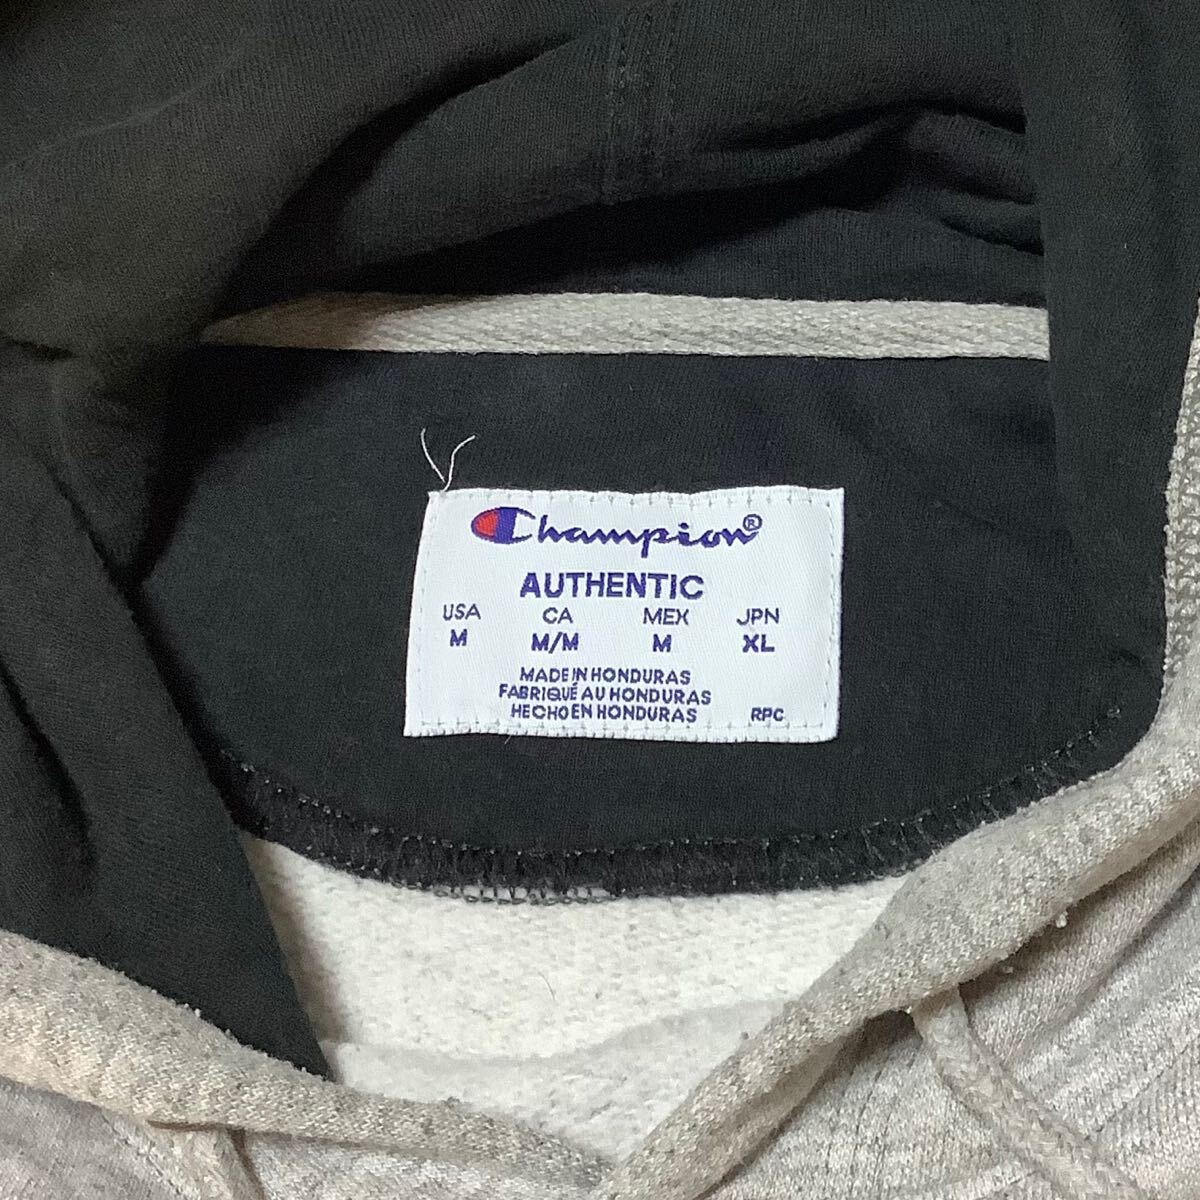 Champion®
AUTHENTIC
USA CA MEX JPN
M M/M M XL
MADE IN HONDURAS
FABRIQUÉ AU HONDURAS
HECHO EN HONDURAS RPC